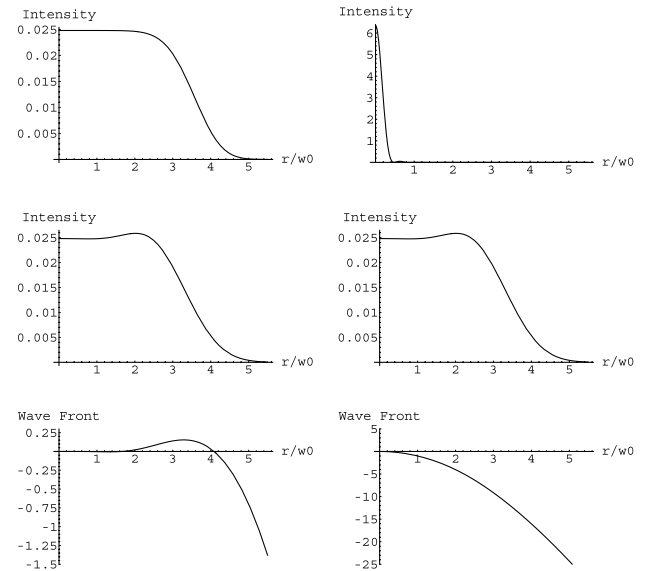 Intensity
0.025
0.02
0.015
0.01
0.005
1 2 3 4 5 r/w0
Intensity
6
5
4
3
2
1
1 2 3 4 5 r/w0
Intensity
0.025
0.02
0.015
0.01
0.005
1 2 3 4 5 r/w0
Intensity
0.025
0.02
0.015
0.01
0.005
1 2 3 4 5 r/w0
Wave Front
0.25
1 2 3 4 5 r/w0
-0.25
-0.5
-0.75
-1
-1.25
-1.5
Wave Front
5
1 2 3 4 5 r/w0
-5
-10
-15
-20
-25